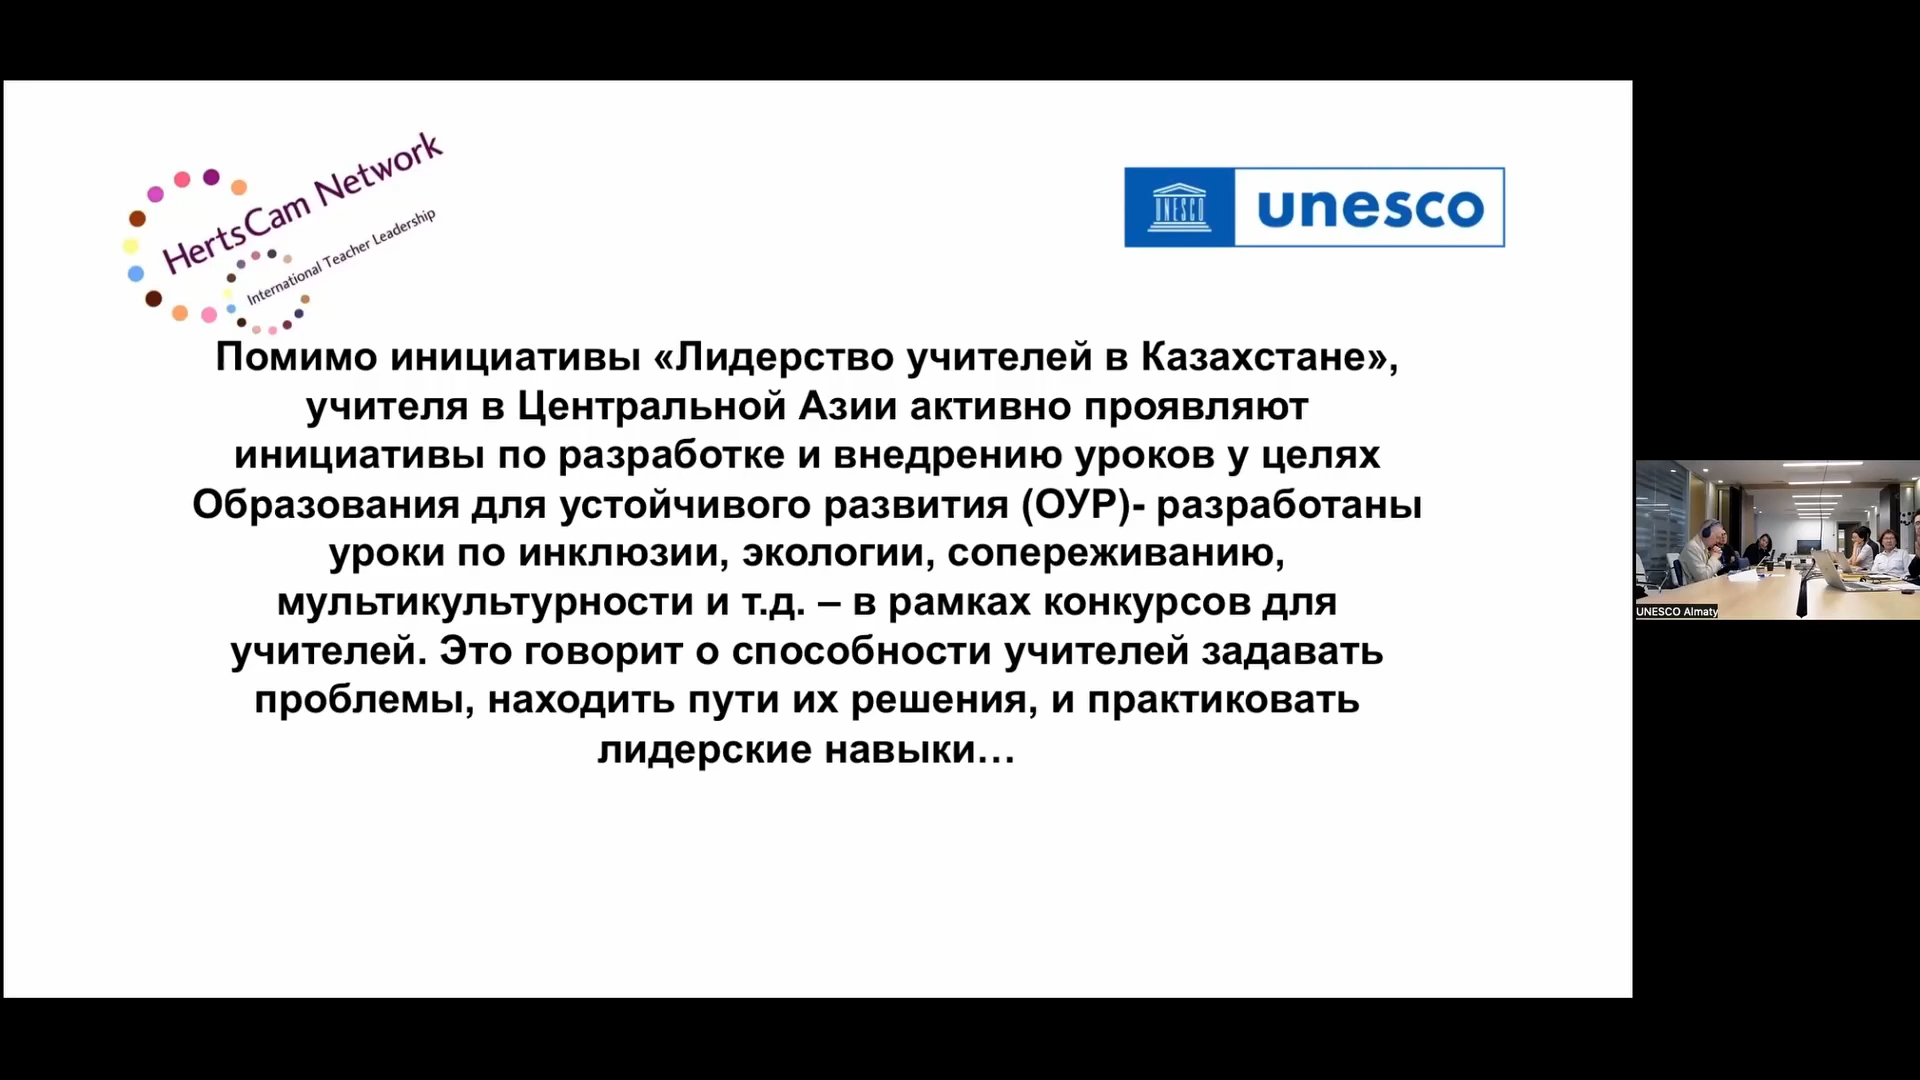 HertsCam Network
International Teacher Leadership
UNESCO
unesco
Помимо инициативы «Лидерство учителей в Казахстане»,
учителя в Центральной Азии активно проявляют
инициативы по разработке и внедрению уроков у целях
Образования для устойчивого развития (ОУР)- разработаны
уроки по инклюзии, экологии, сопереживанию,
мультикультурности и т.д. – в рамках конкурсов для
учителей. Это говорит о способности учителей задавать
проблемы, находить пути их решения, и практиковать
лидерские навыки…
UNESCO Almaty